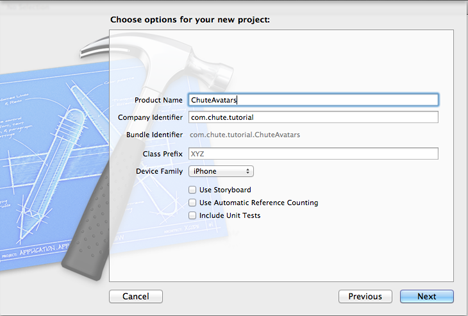 Choose options for your new project:
Product Name ChuteAvatars
Company Identifier com.chute.tutorial
Bundle Identifier com.chute.tutorial.ChuteAvatars
Class Prefix XYZ
Device Family iPhone
Use Storyboard
Use Automatic Reference Counting
Include Unit Tests
APPLICATION
Cancel Previous Next